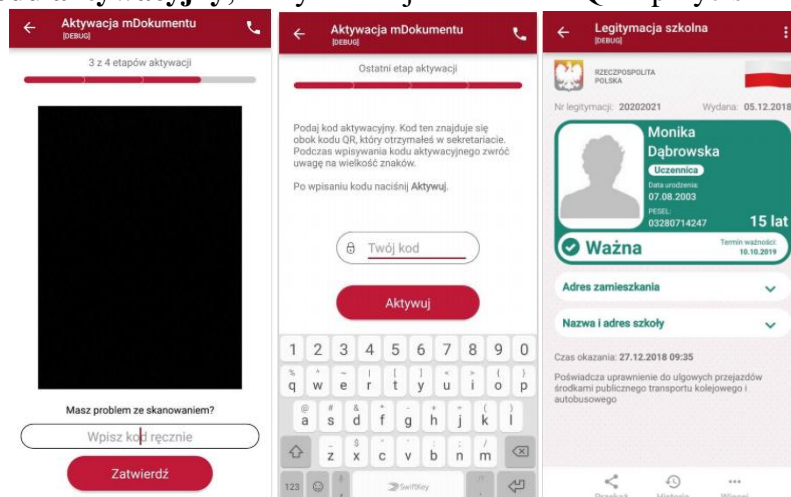 Aktywacja mDokumentu
[DEBUG]
3 z 4 etapów aktywacji
Masz problem ze skanowaniem?
Wpisz kod ręcznie
Zatwierdź
Aktywacja mDokumentu
[DEBUG]
Ostatni etap aktywacji
Podaj kod aktywacyjny. Kod ten znajduje się
obok kodu QR, który otrzymałeś w sekretariacie.
Podczas wpisywania kodu aktywacyjnego zwróć
uwagę na wielkość znaków.
Po wpisaniu kodu naciśnij Aktywuj.
Twój kod
Aktywuj
1 2 3 4 5 6 7 8 9 0
q w e r t y u i o p
a s d f g h j k l
z x c v b n m
123 SwiftKey
Legitymacja szkolna
[DEBUG]
RZECZPOSPOLITA
POLSKA
Nr legitymacji: 20202021 Wydana: 05.12.2018
Monika
Dąbrowska
Uczennica
Data urodzenia:
07.08.2003
PESEL:
03280714247 15 lat
Ważna
Termin ważności:
10.10.2019
Adres zamieszkania
Nazwa i adres szkoły
Czas okazania: 27.12.2018 09:35
Poświadcza uprawnienie do ulgowych przejazdów
środkami publicznego transportu kolejowego i
autobusowego